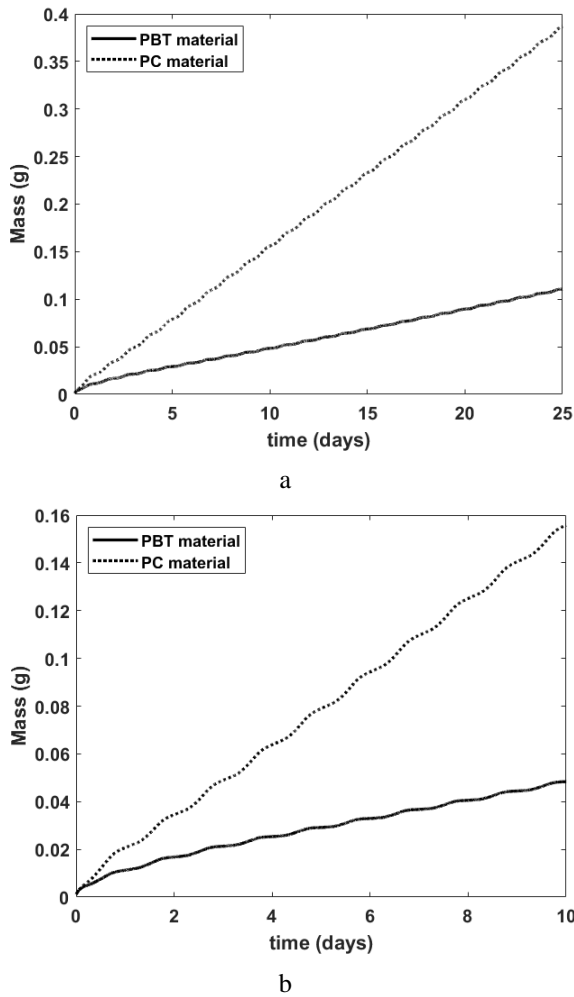 0.4
0.35
0.3
0.25
0.2
0.15
0.1
0.05
0
Mass (g)
PBT material
PC material
0 5 10 15 20 25
time (days)
a
0.16
0.14
0.12
0.1
0.08
0.06
0.04
0.02
0
Mass (g)
PBT material
PC material
0 2 4 6 8 10
time (days)
b